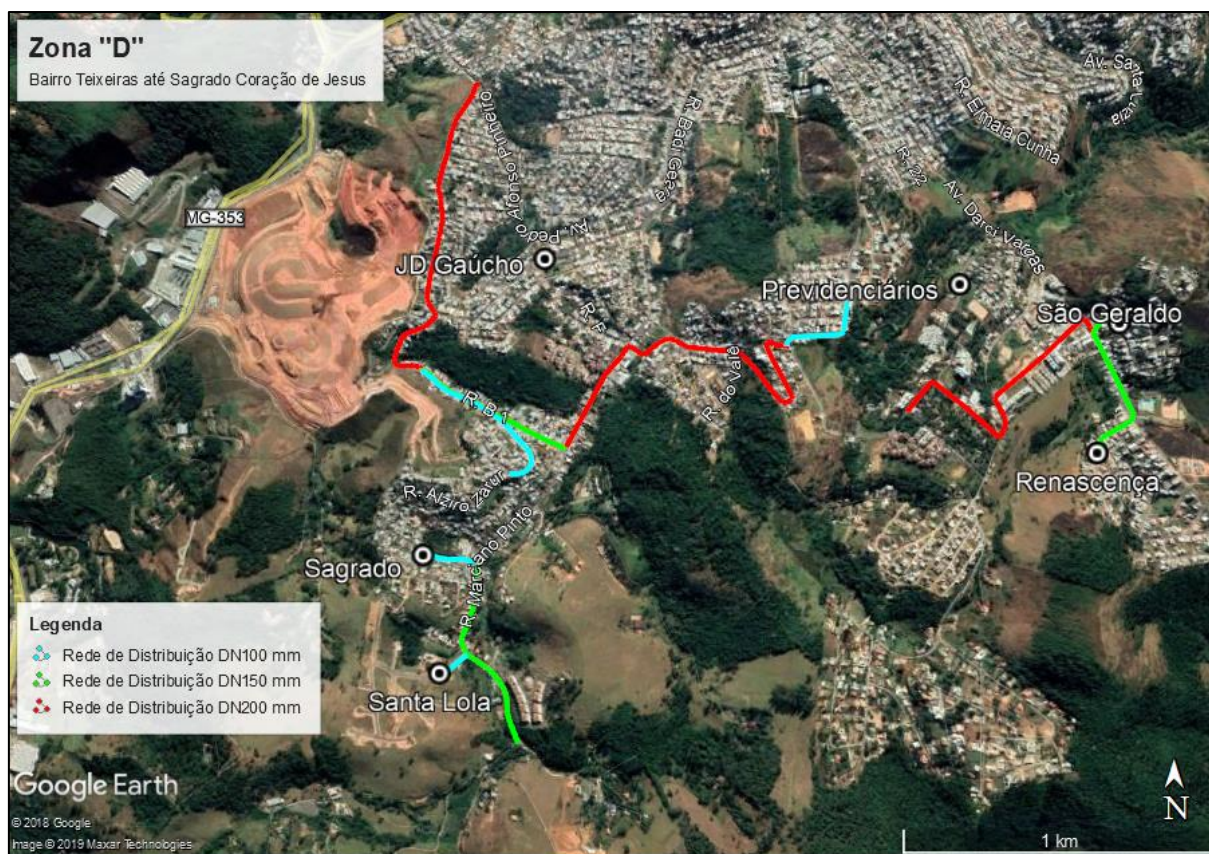 Zona "D"
Bairro Teixeiras até Sagrado Coração de Jesus
Av. Santa Luzia
R. Elmaia Cunha
R. Bady Geara
R. 22
Av. Pedro Afonso Pinheiro
MG-353
Av. Darci Vargas
JD Gaúcho
Previdenciários
São Geraldo
R. F
R. do Vale
R. B 1
Renascença
R. Alziro Zarur
R. Marciano Pinto
Sagrado
Santa Lola
Legenda
Rede de Distribuição DN100 mm
Rede de Distribuição DN150 mm
Rede de Distribuição DN200 mm
Google Earth
© 2018 Google
Image © 2019 Maxar Technologies
N
1 km